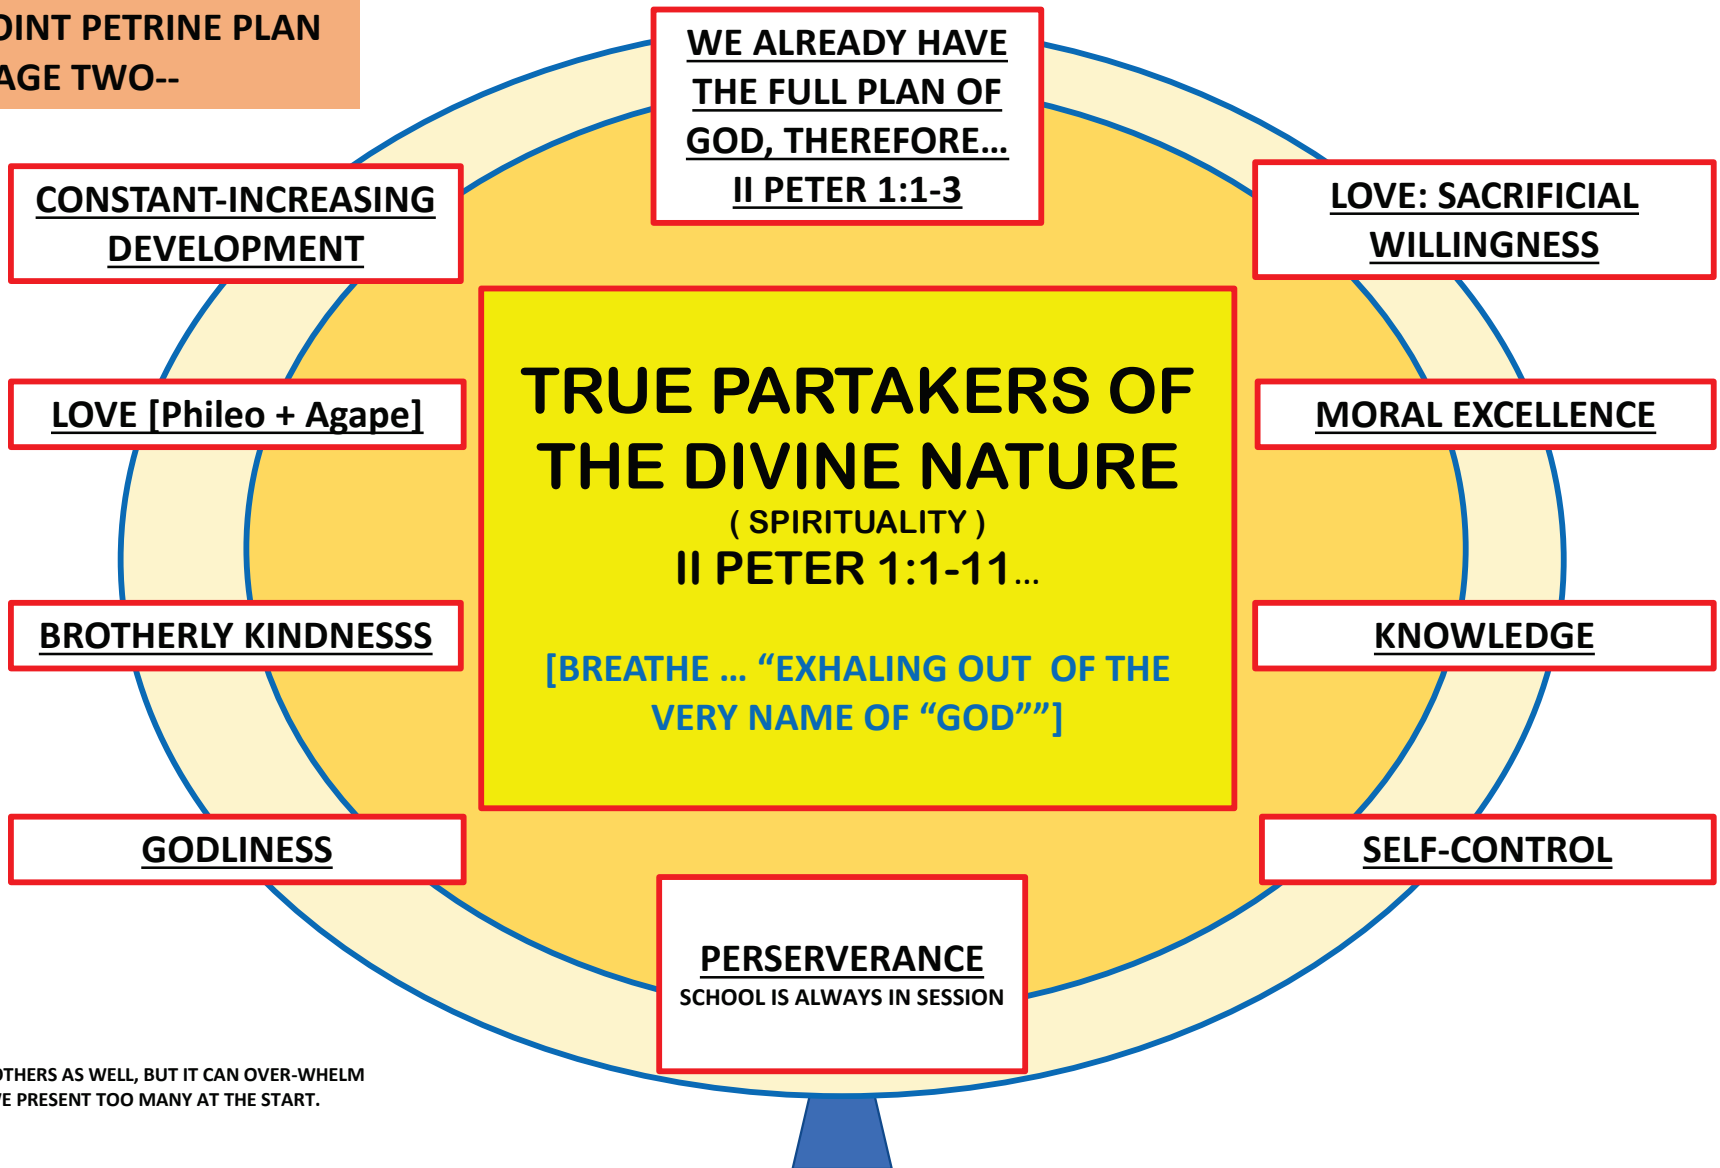 OINT PETRINE PLAN
AGE TWO--
WE ALREADY HAVE
THE FULL PLAN OF
GOD, THEREFORE…
II PETER 1:1-3
CONSTANT-INCREASING
DEVELOPMENT
LOVE: SACRIFICIAL
WILLINGNESS
LOVE [Phileo + Agape]
MORAL EXCELLENCE
TRUE PARTAKERS OF
THE DIVINE NATURE
( SPIRITUALITY )
II PETER 1:1-11…
[BREATHE … “EXHALING OUT  OF THE
VERY NAME OF “GOD””]
BROTHERLY KINDNESSS
KNOWLEDGE
GODLINESS
SELF-CONTROL
PERSERVERANCE
SCHOOL IS ALWAYS IN SESSION
OTHERS AS WELL, BUT IT CAN OVER-WHELM
VE PRESENT TOO MANY AT THE START.